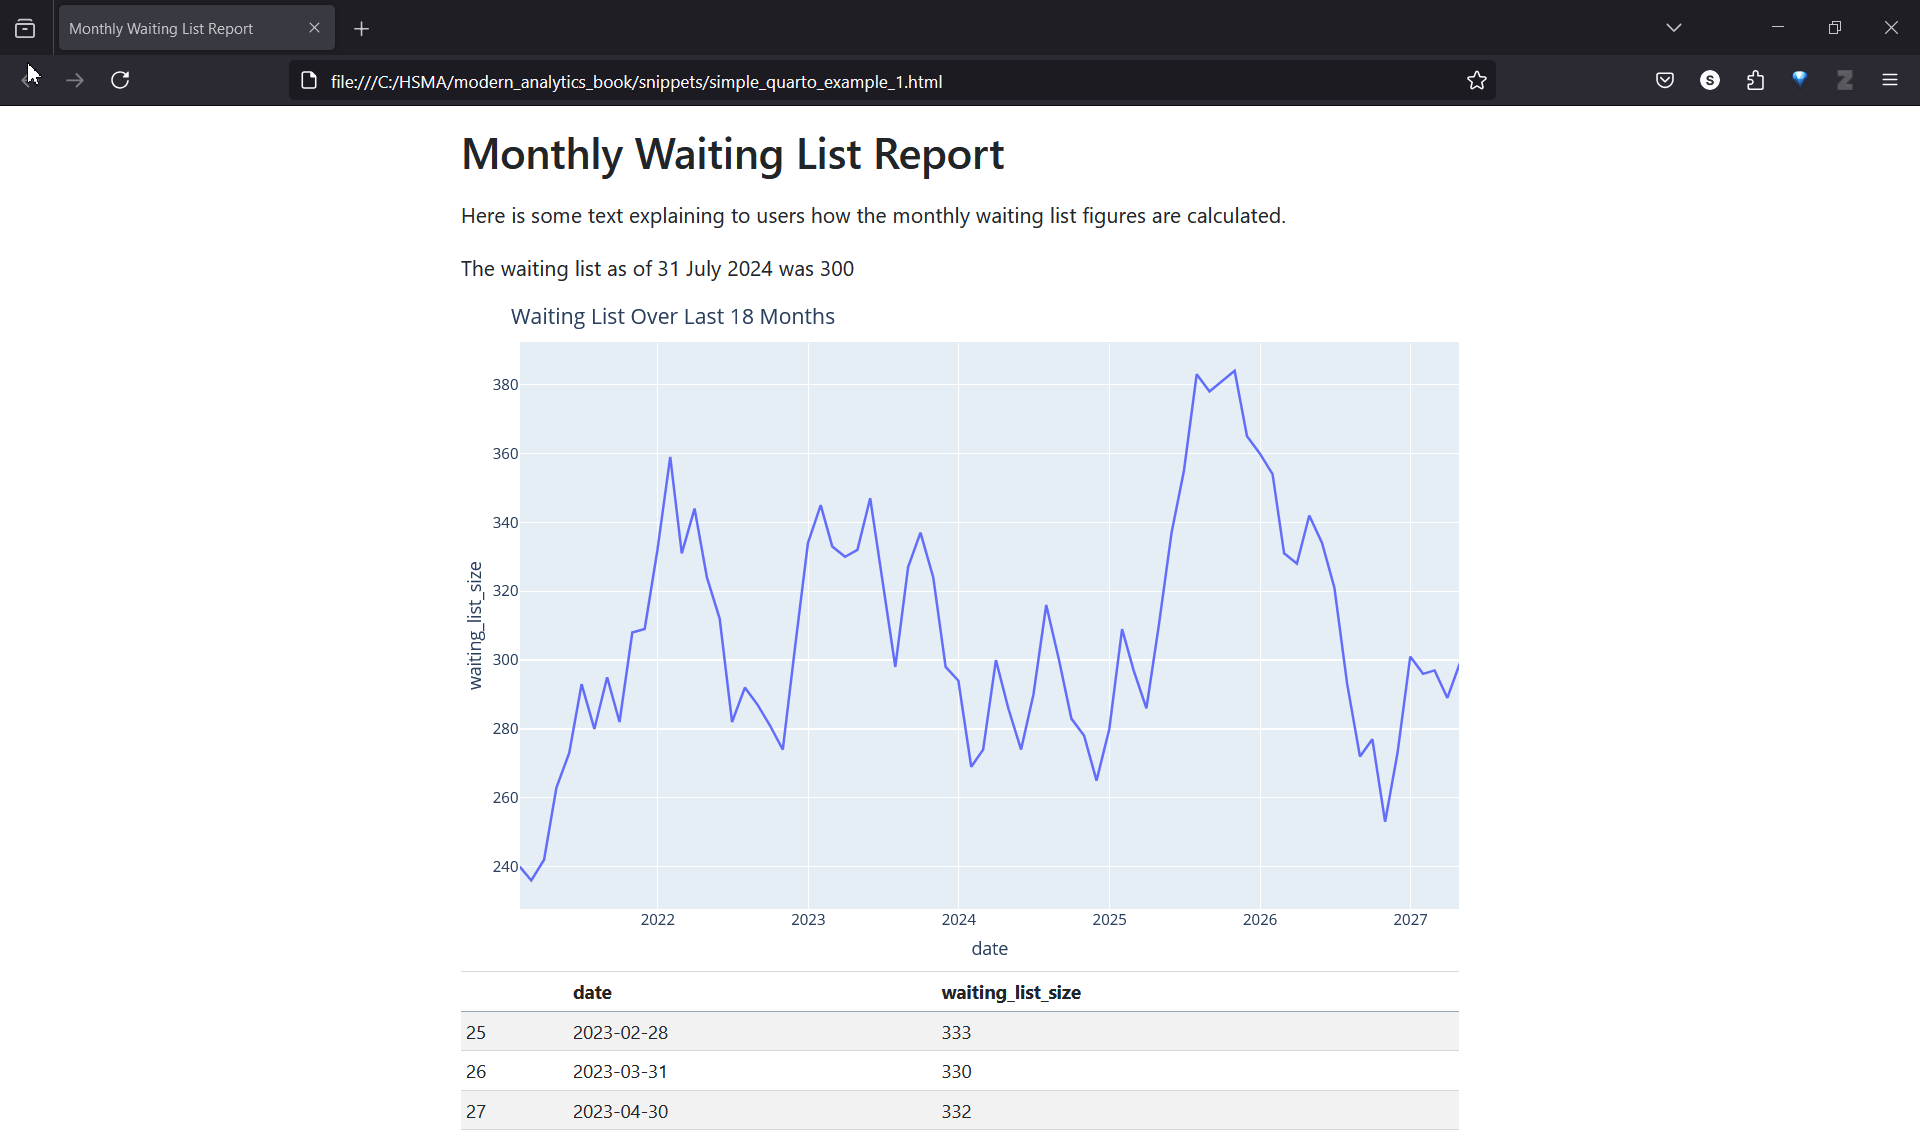 Monthly Waiting List Report
file:///C:/HSMA/modern_analytics_book/snippets/simple_quarto_example_1.html
S
Z
Monthly Waiting List Report
Here is some text explaining to users how the monthly waiting list figures are calculated.
The waiting list as of 31 July 2024 was 300
Waiting List Over Last 18 Months
380
360
340
320
300
280
260
240
waiting_list_size
2022 2023 2024 2025 2026 2027
date
date waiting_list_size
25 2023-02-28 333
26 2023-03-31 330
27 2023-04-30 332